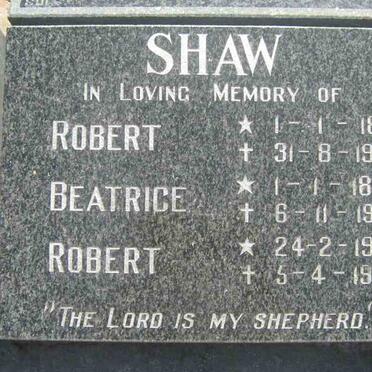 SHAW
IN LOVING MEMORY OF
ROBERT ★ 1-1-18
✝ 31-8-19
BEATRICE ★ 1-1-18
✝ 6-11-19
ROBERT ★ 24-2-19
✝ 5-4-19
"THE LORD IS MY SHEPHERD."